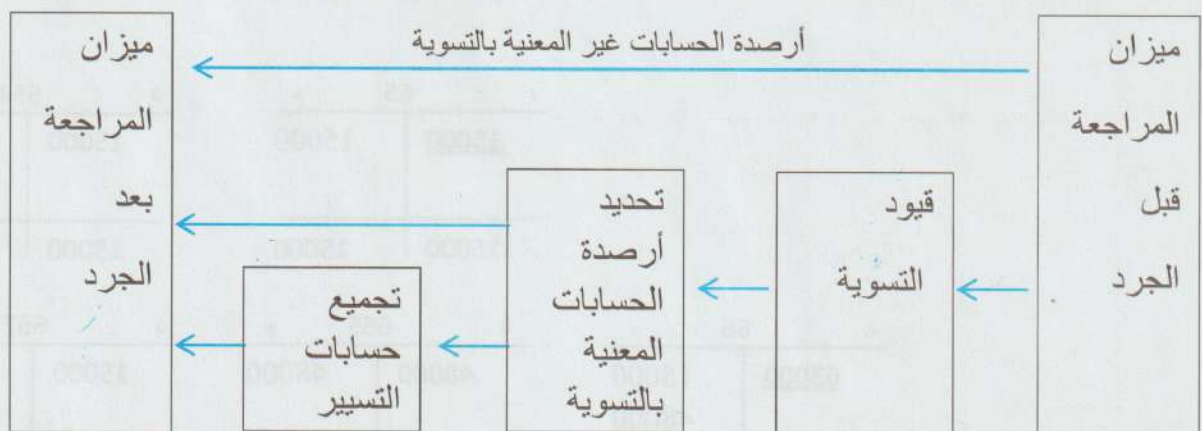 ميزان
المراجعة
قبل
الجرد
أرصدة الحسابات غير المعنية بالتسوية
قيود
التسوية
تحديد
أرصدة
الحسابات
المعنية
بالتسوية
تجميع
حسابات
التسيير
ميزان
المراجعة
بعد
الجرد